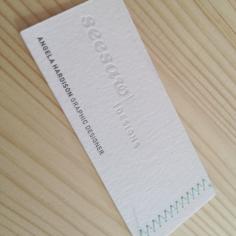 seesaw
DESIGNS
ANGELA HARDISON GRAPHIC DESIGNER